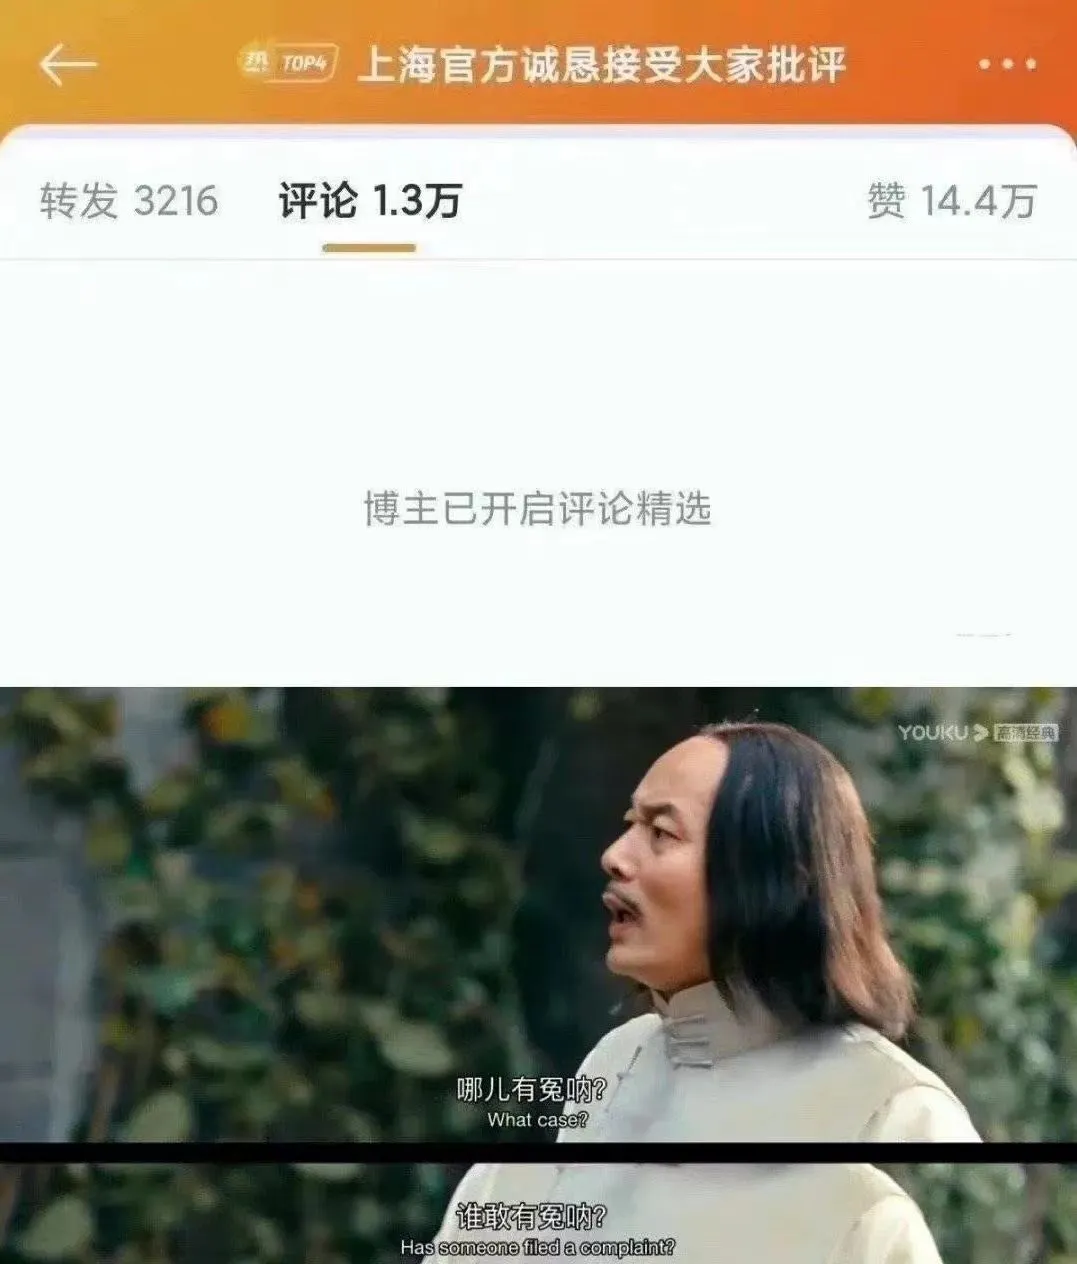 热 TOP4 上海官方诚恳接受大家批评
转发 3216 评论 1.3万 赞 14.4万
博主已开启评论精选
YOUKU 高清经典
哪儿有冤呐?
What case?
谁敢有冤呐?
Has someone filed a complaint?